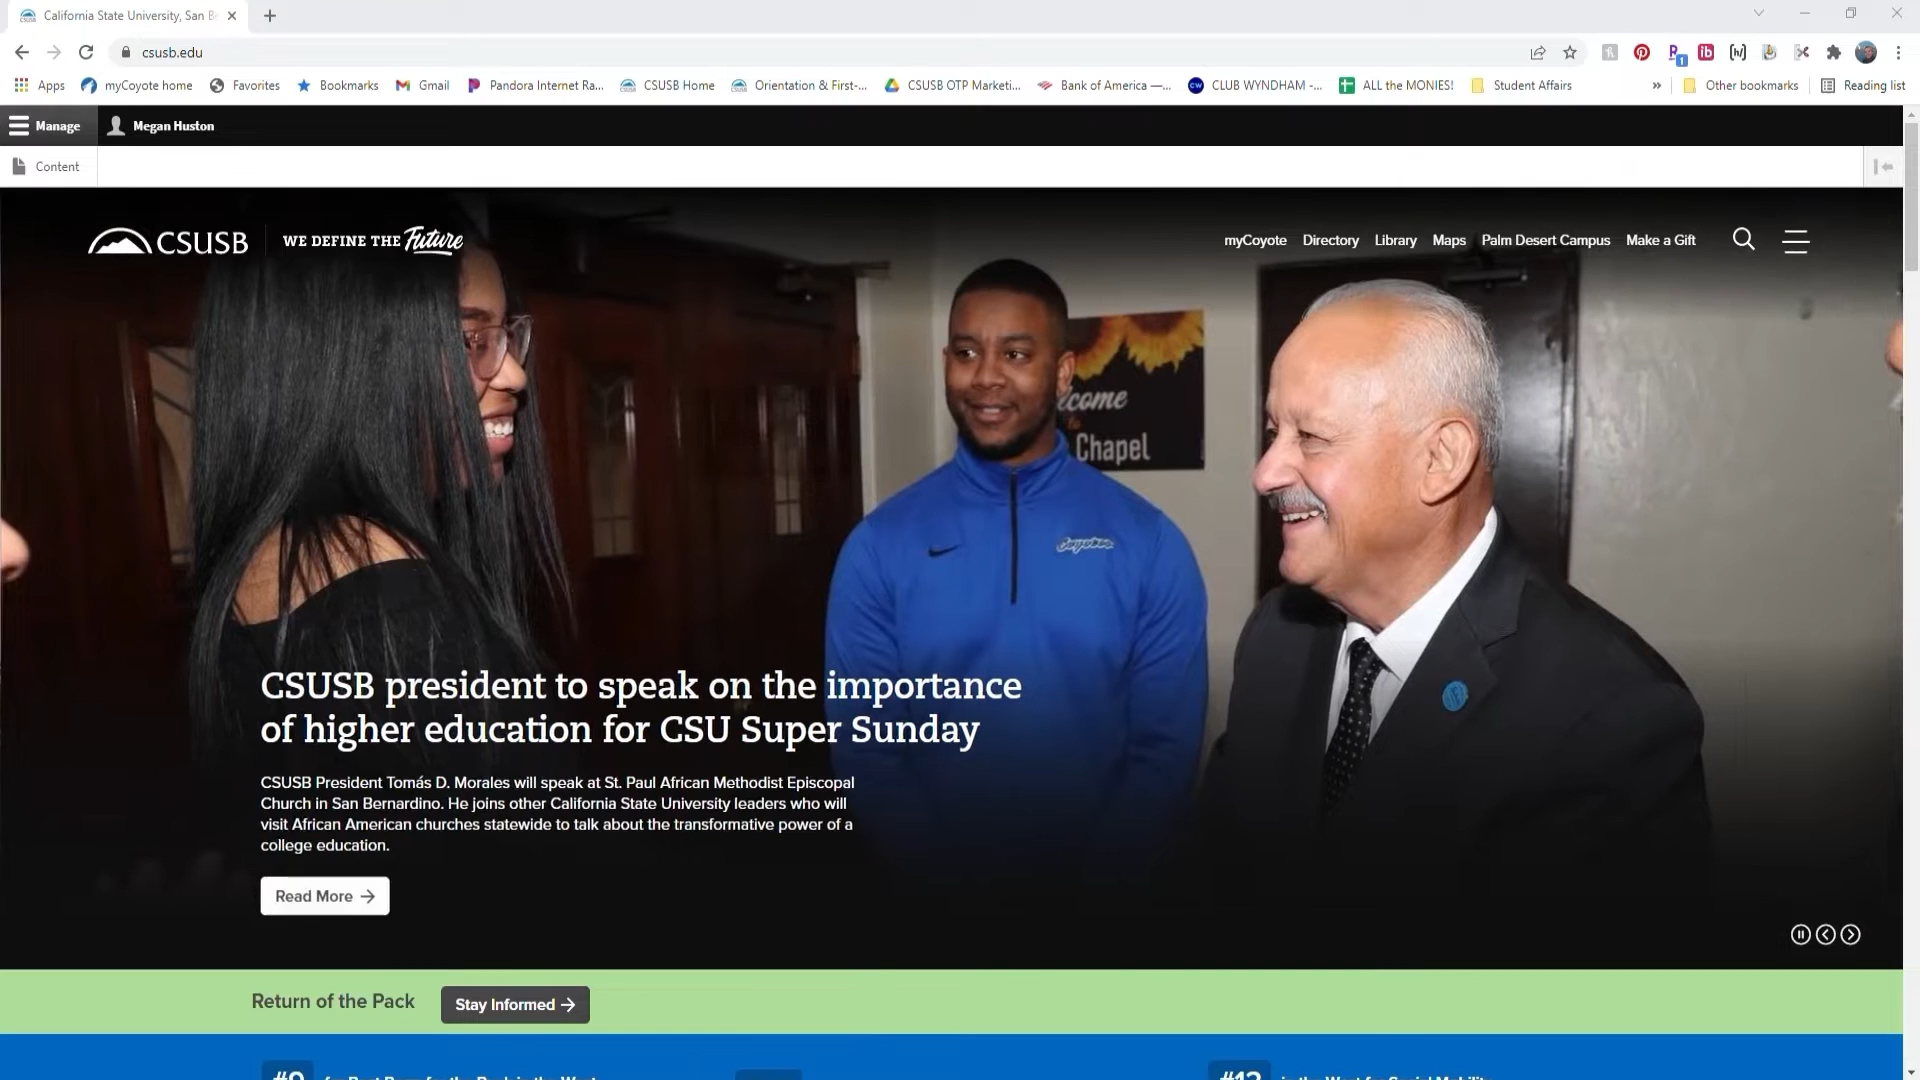 California State University, San Be
csusb.edu
Apps
myCoyote home
Favorites
Bookmarks
Gmail
Pandora Internet Ra...
CSUSB Home
Orientation & First-...
CSUSB OTP Marketi...
Bank of America —...
CLUB WYNDHAM -...
ALL the MONIES!
Student Affairs
»
Other bookmarks
Reading list
Manage
Megan Huston
Content
CSUSB
WE DEFINE THE Future
myCoyote
Directory
Library
Maps
Palm Desert Campus
Make a Gift
Chapel
Coyotes
CSUSB president to speak on the importance
of higher education for CSU Super Sunday
CSUSB President Tomás D. Morales will speak at St. Paul African Methodist Episcopal
Church in San Bernardino. He joins other California State University leaders who will
visit African American churches statewide to talk about the transformative power of a
college education.
Read More →
Return of the Pack
Stay Informed →